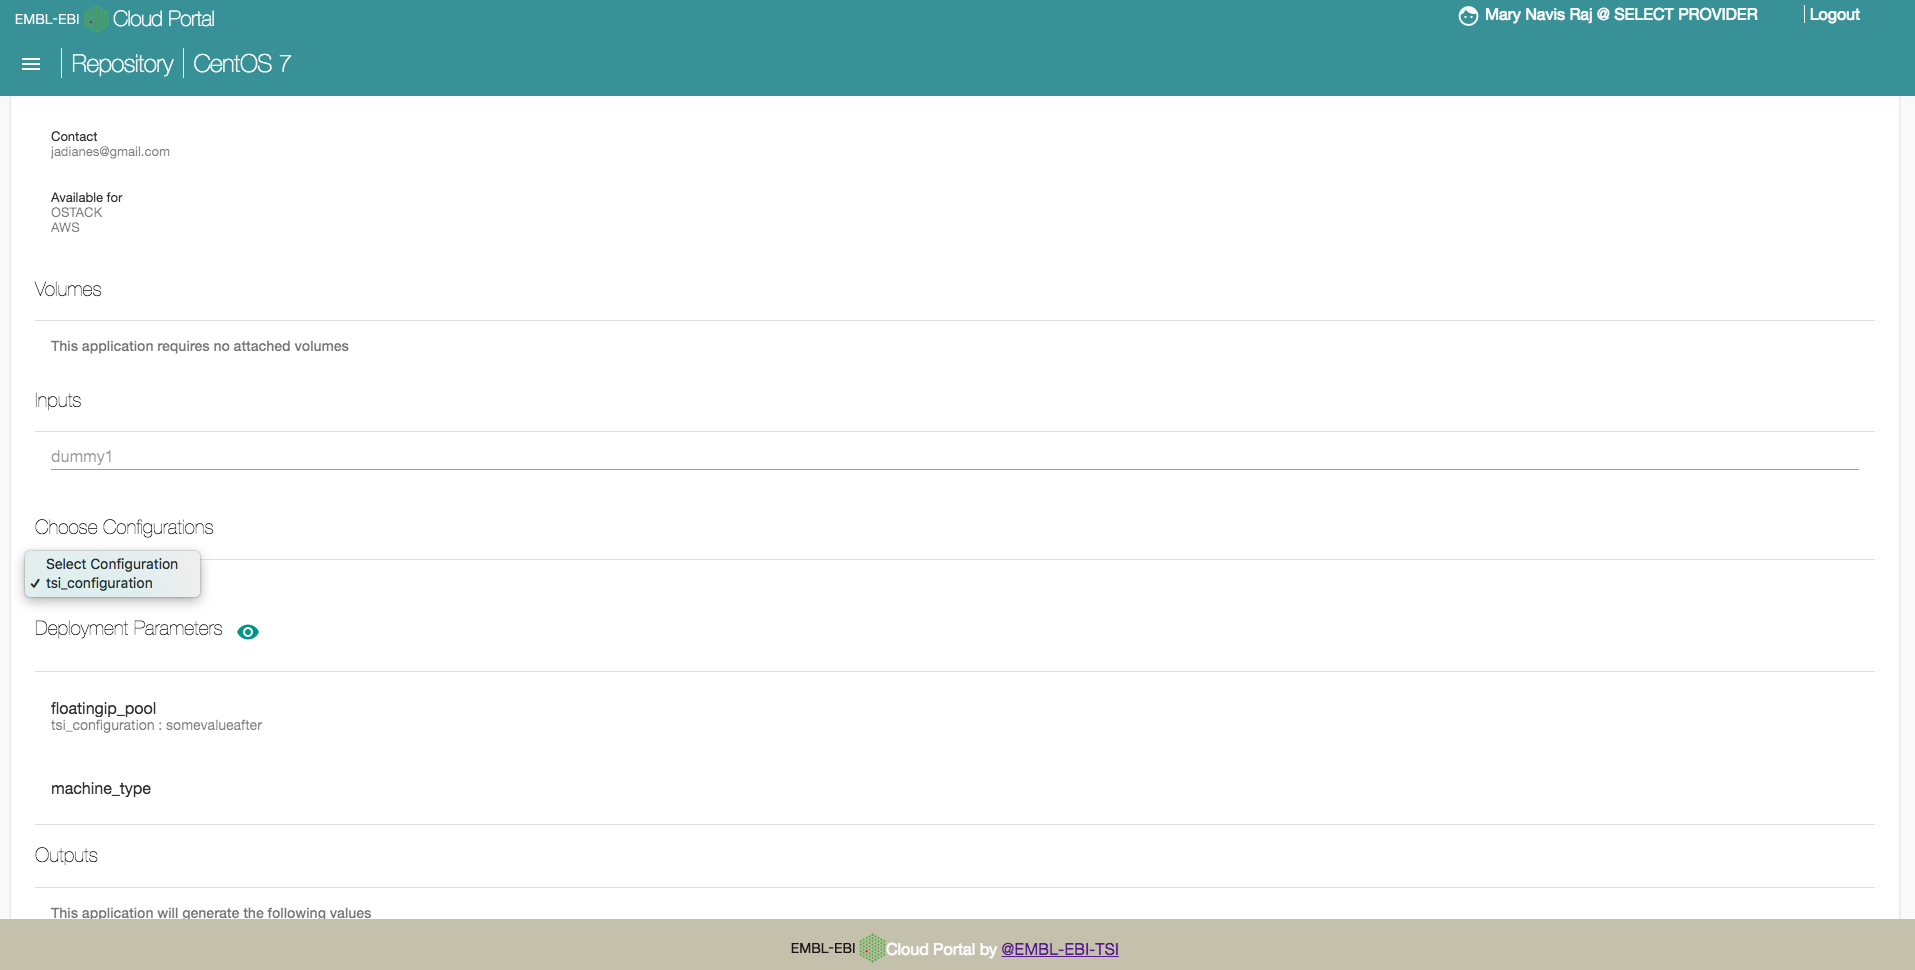 EMBL-EBI Cloud Portal
Mary Navis Raj @ SELECT PROVIDER
Logout
Repository
CentOS 7
Contact
jadianes@gmail.com
Available for
OSTACK
AWS
Volumes
This application requires no attached volumes
Inputs
dummy1
Choose Configurations
Select Configuration
✓ tsi_configuration
Deployment Parameters
floatingip_pool
tsi_configuration : somevalueafter
machine_type
Outputs
This application will generate the following values
EMBL-EBI Cloud Portal by @EMBL-EBI-TSI